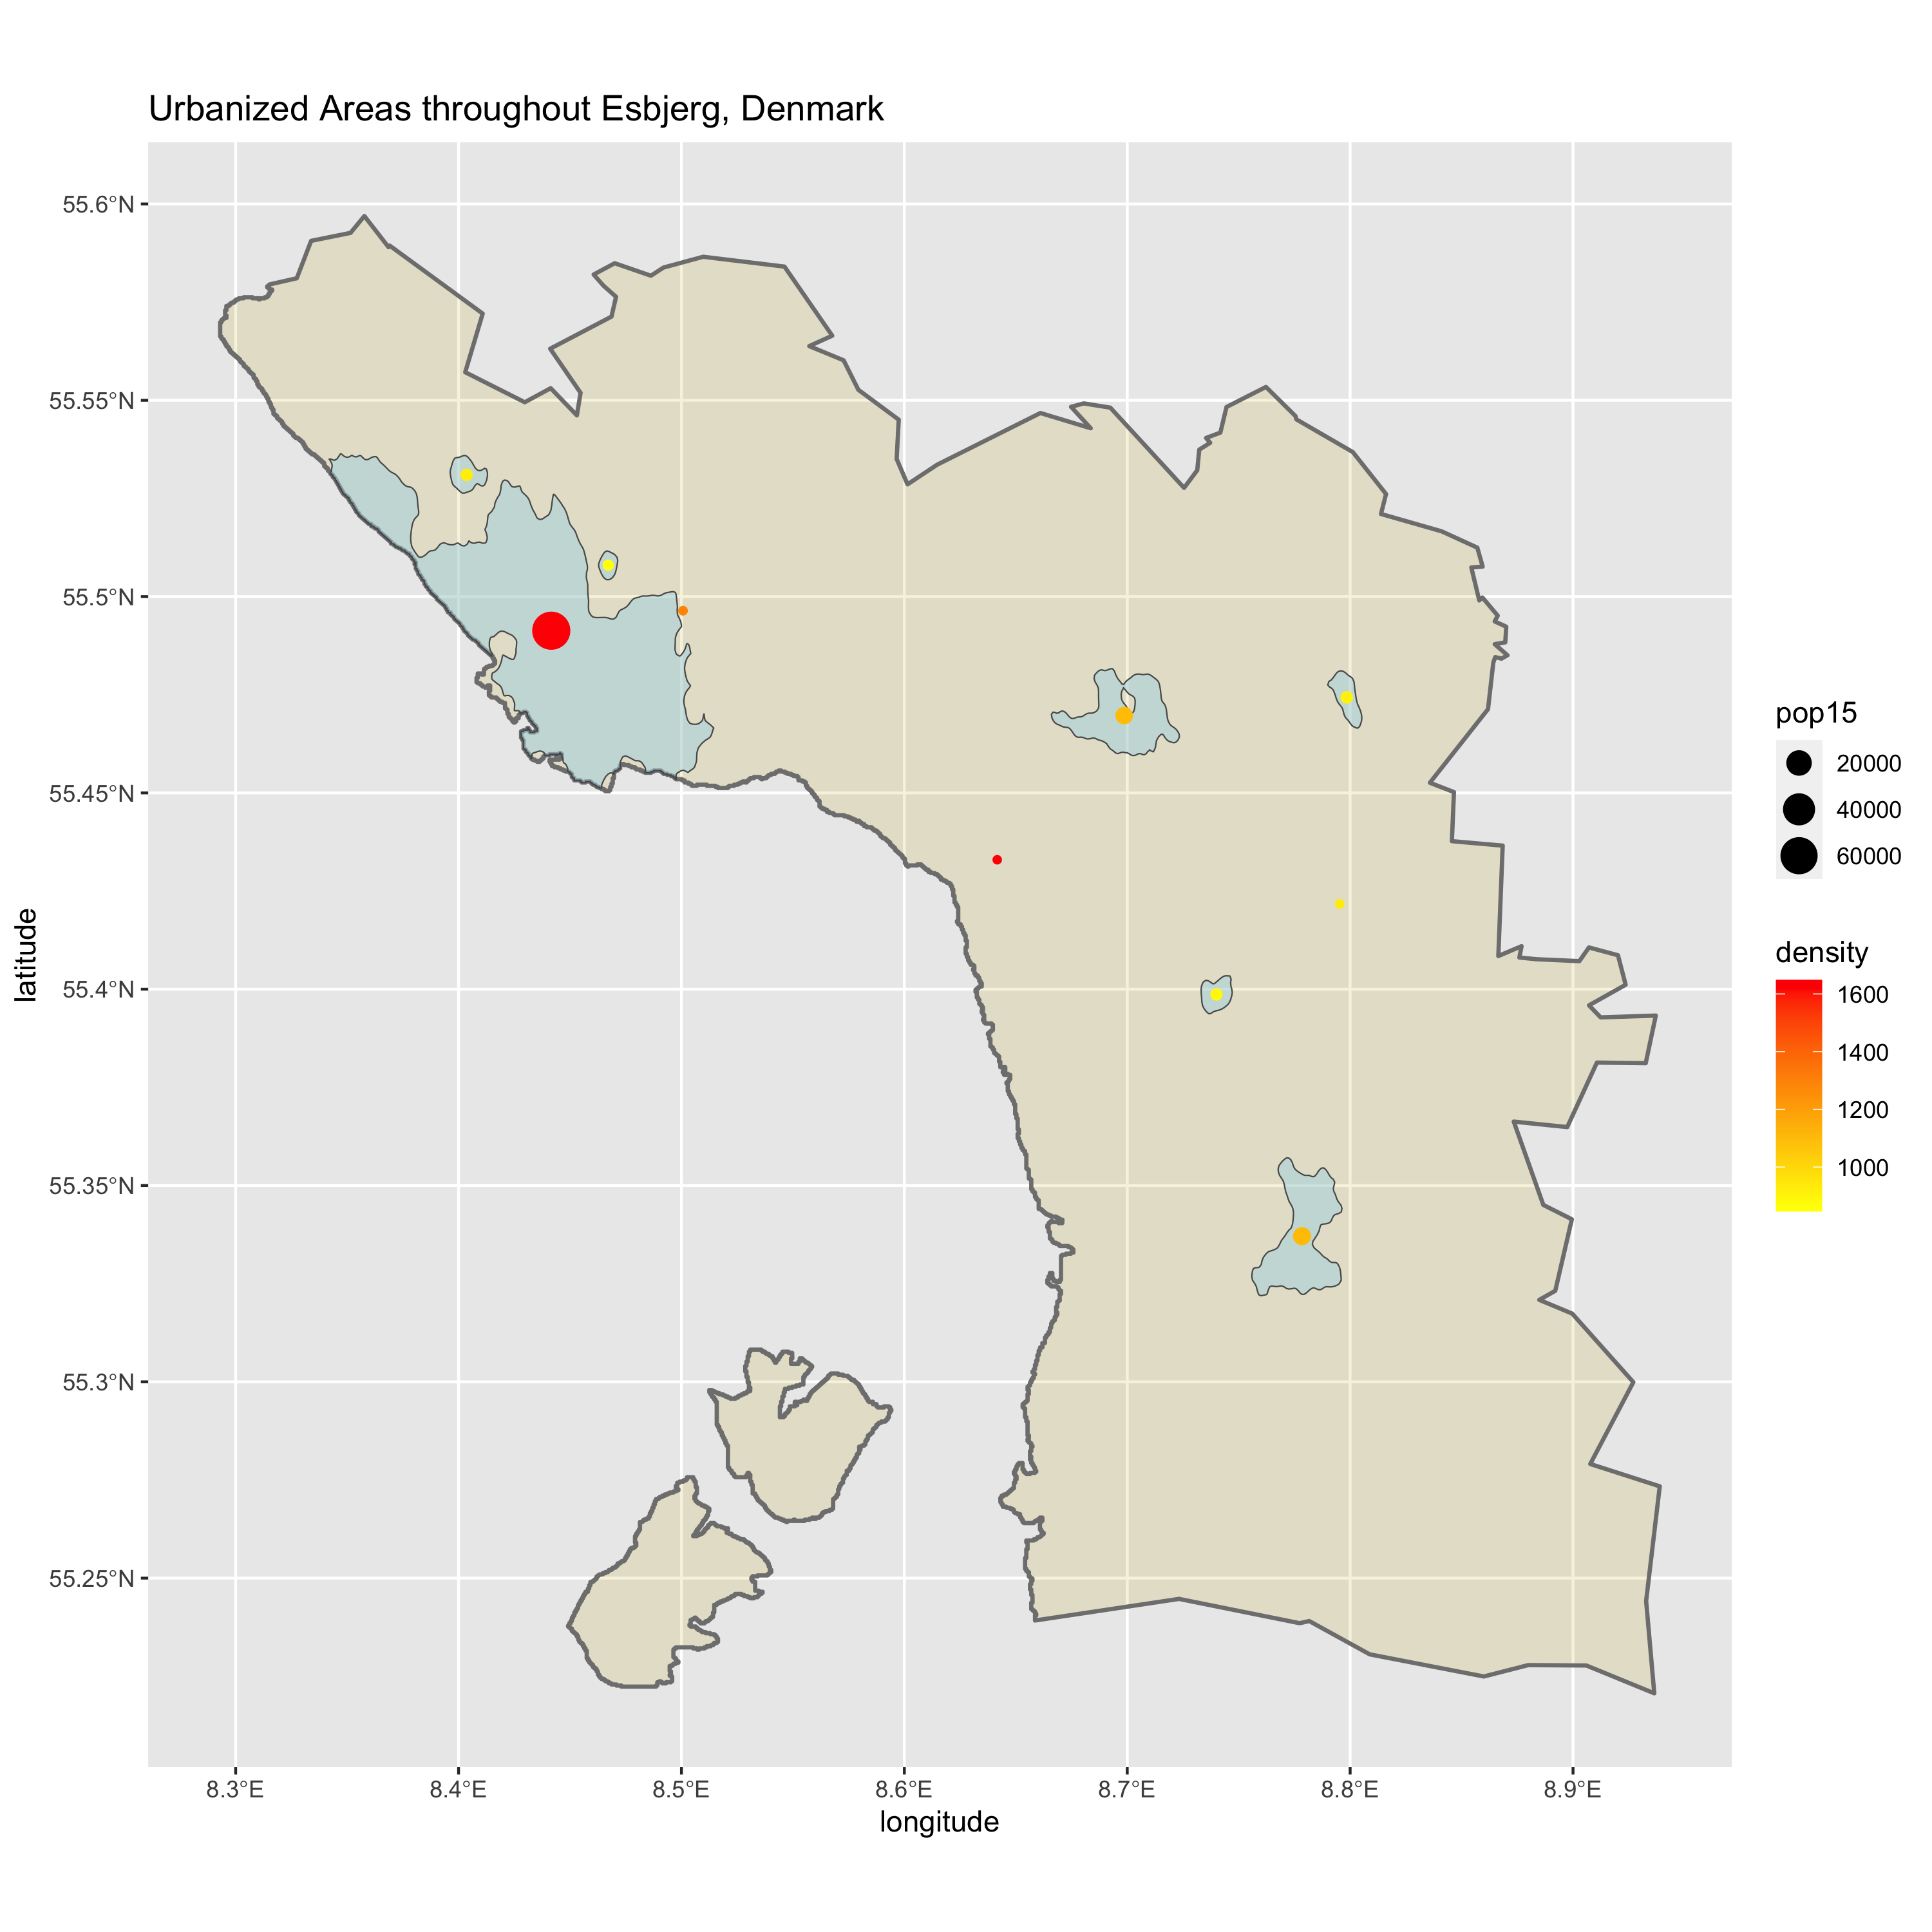 Urbanized Areas throughout Esbjerg, Denmark
55.6°N
55.55°N
55.5°N
55.45°N
55.4°N
55.35°N
55.3°N
55.25°N
latitude
8.3°E
8.4°E
8.5°E
8.6°E
8.7°E
8.8°E
8.9°E
longitude
pop15
20000
40000
60000
density
1600
1400
1200
1000